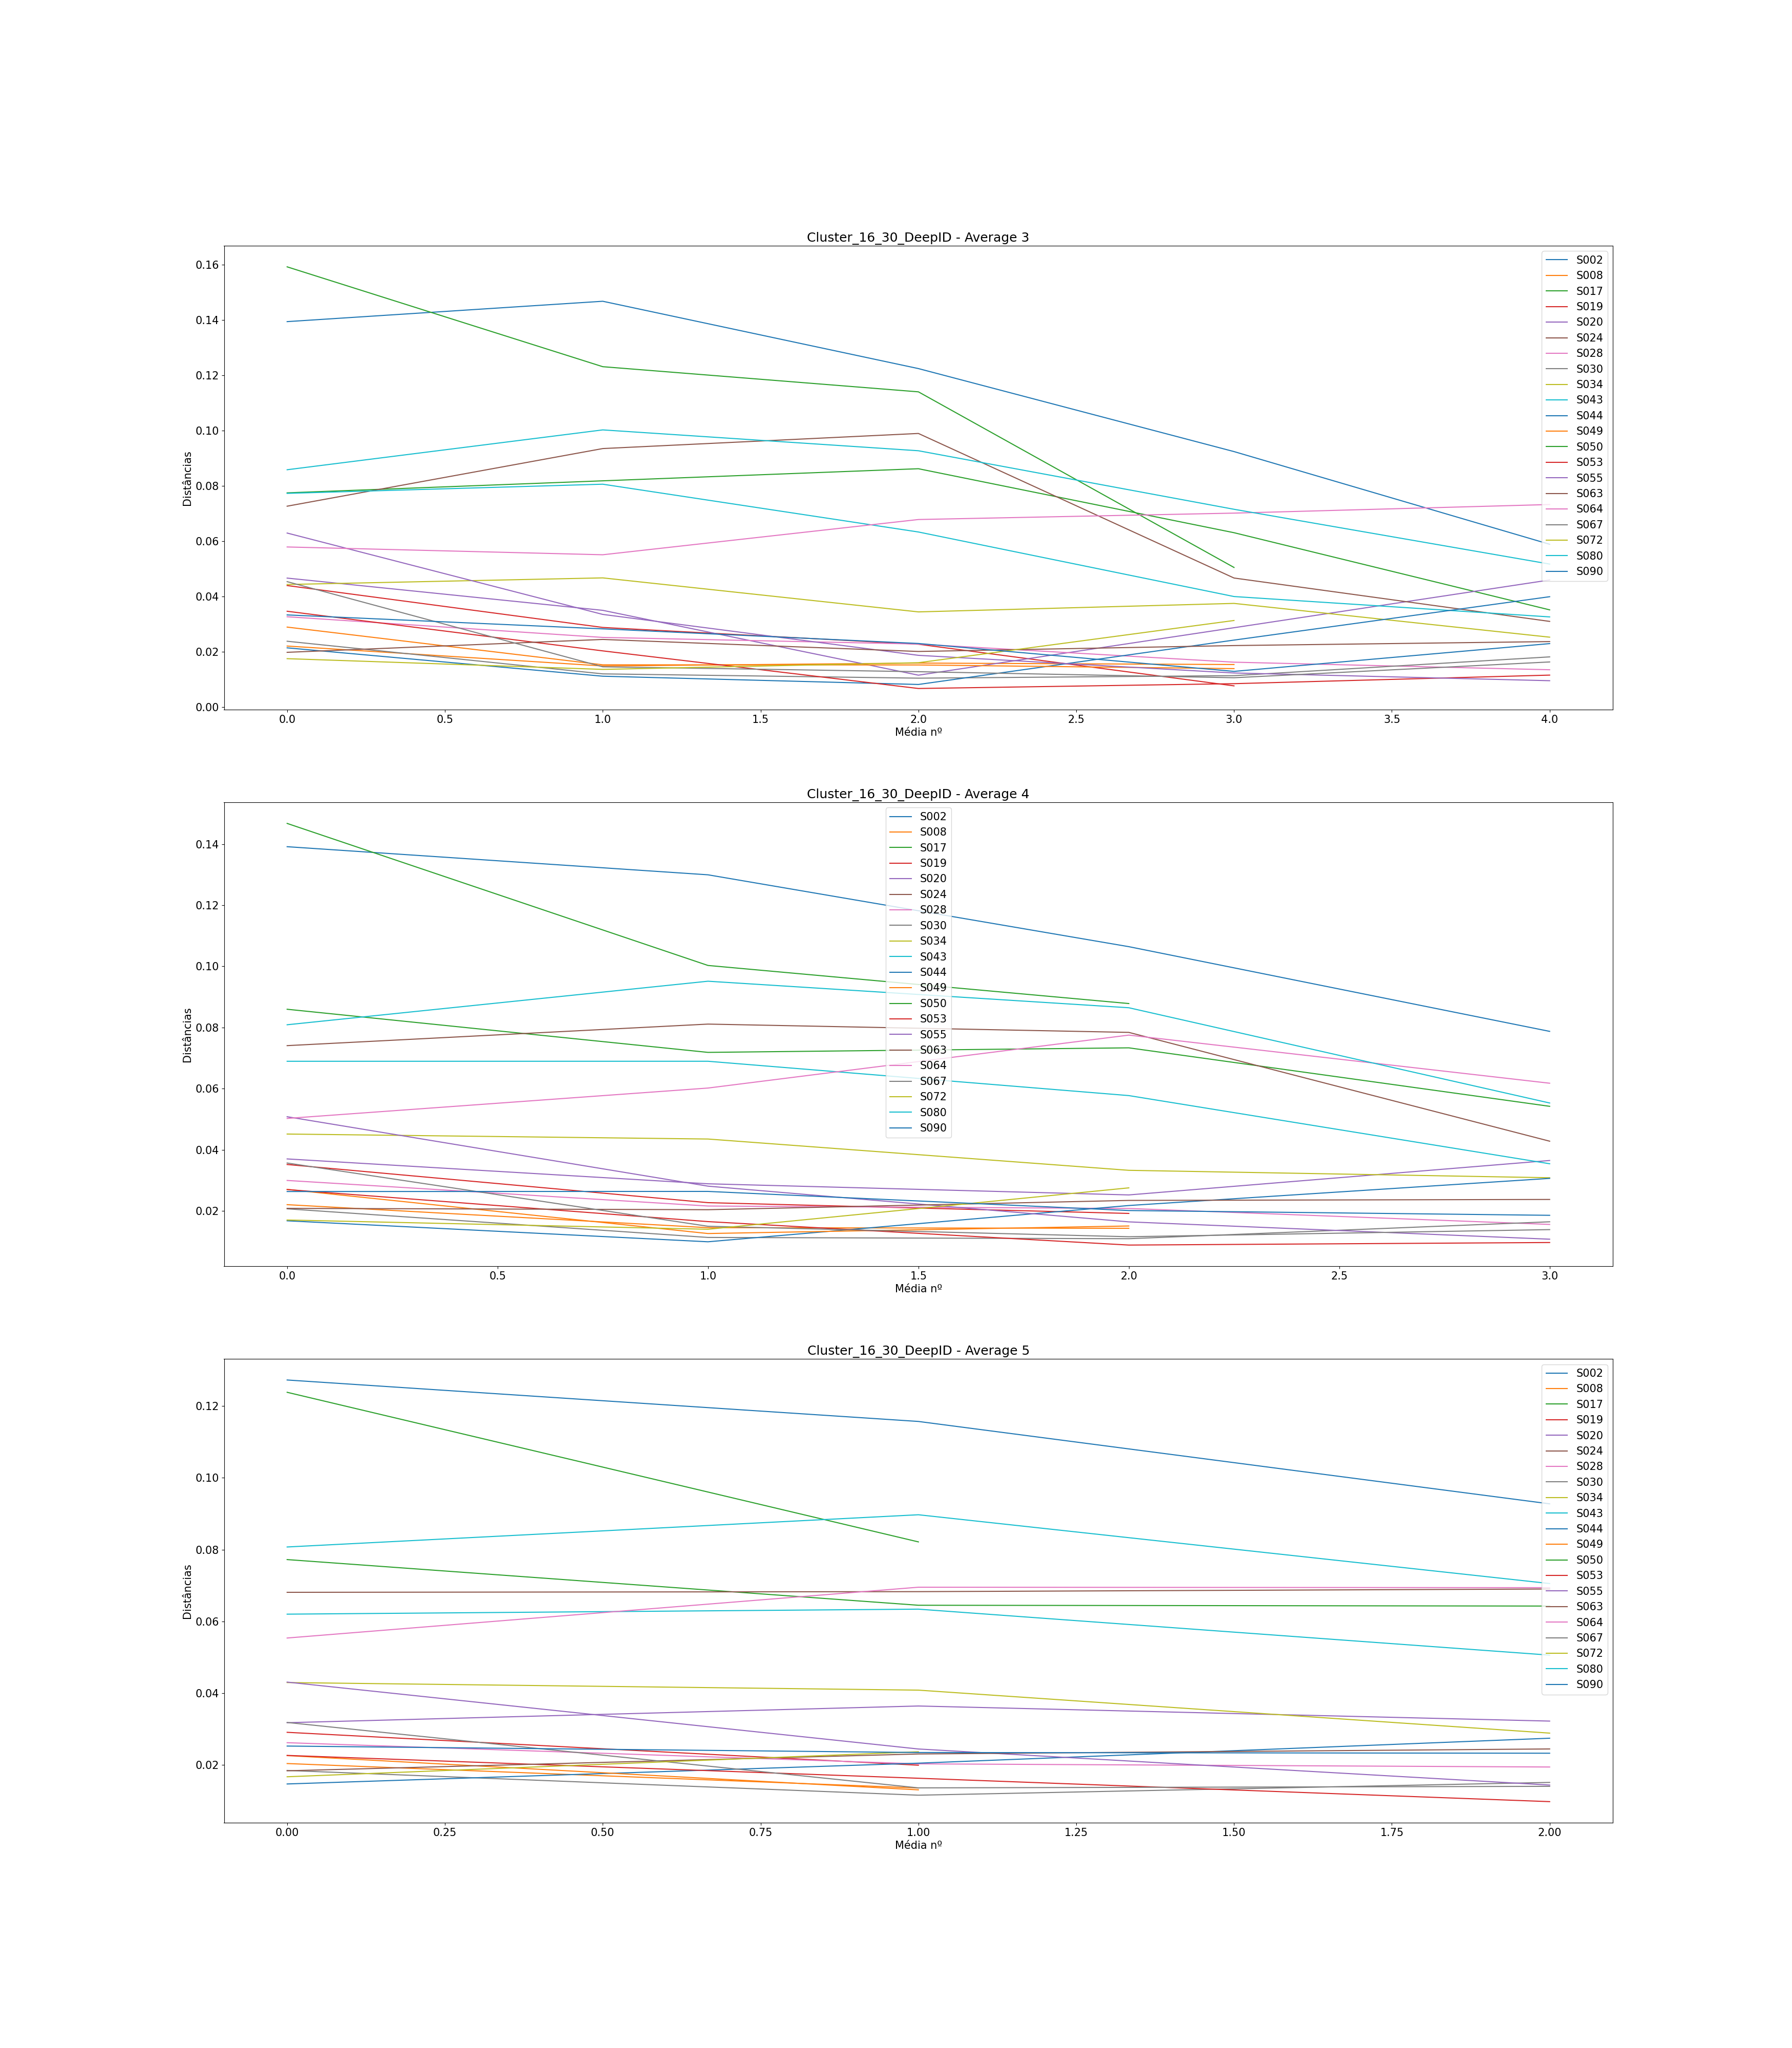 Cluster_16_30_DeepID - Average 3
0.16
0.14
0.12
0.10
0.08
0.06
0.04
0.02
0.00
Distâncias
0.0 0.5 1.0 1.5 2.0 2.5 3.0 3.5 4.0
Média nº
S002
S008
S017
S019
S020
S024
S028
S030
S034
S043
S044
S049
S050
S053
S055
S063
S064
S067
S072
S080
S090
Cluster_16_30_DeepID - Average 4
0.14
0.12
0.10
0.08
0.06
0.04
0.02
Distâncias
0.0 0.5 1.0 1.5 2.0 2.5 3.0
Média nº
S002
S008
S017
S019
S020
S024
S028
S030
S034
S043
S044
S049
S050
S053
S055
S063
S064
S067
S072
S080
S090
Cluster_16_30_DeepID - Average 5
0.12
0.10
0.08
0.06
0.04
0.02
Distâncias
0.00 0.25 0.50 0.75 1.00 1.25 1.50 1.75 2.00
Média nº
S002
S008
S017
S019
S020
S024
S028
S030
S034
S043
S044
S049
S050
S053
S055
S063
S064
S067
S072
S080
S090